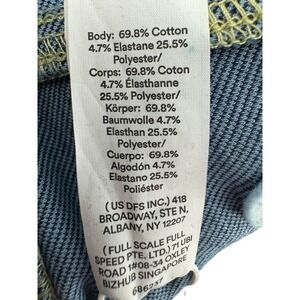 Body: 69.8% Cotton
4.7% Elastane 25.5%
Polyester/
Corps: 69.8% Coton
4.7% Élasthanne
25.5% Polyester/
Körper: 69.8%
Baumwolle 4.7%
Elasthan 25.5%
Polyester/
Cuerpo: 69.8%
Algodón 4.7%
Elastano 25.5%
Poliéster
(US DFS INC.) 418
BROADWAY, STE N,
ALBANY, NY 12207
(FULL SCALE FULL
SPEED PTE. LTD.) 71 UBI
ROAD 1#08-34 OXLEY
BIZHUB SINGAPORE
686237